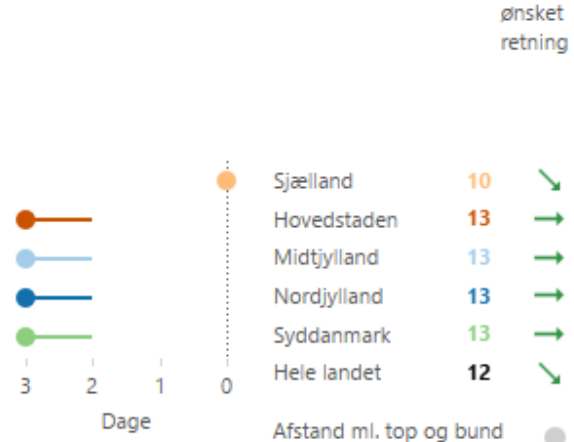 ønsket
retning
Sjælland 10
Hovedstaden 13
Midtjylland 13
Nordjylland 13
Syddanmark 13
Hele landet 12
3 2 1 0
Dage
Afstand ml. top og bund